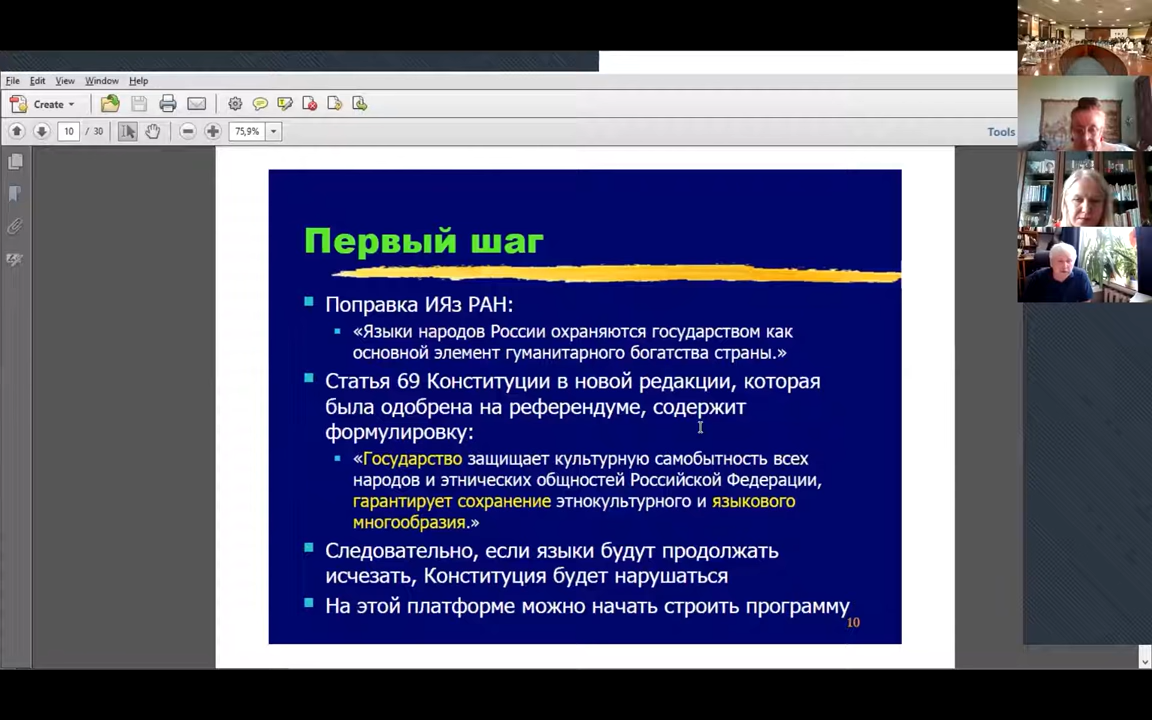 File Edit View Window Help
Create
10 / 30 75,9% Tools
Первый шаг
Поправка ИЯз РАН:
«Языки народов России охраняются государством как
основной элемент гуманитарного богатства страны.»
Статья 69 Конституции в новой редакции, которая
была одобрена на референдуме, содержит
формулировку:
«Государство защищает культурную самобытность всех
народов и этнических общностей Российской Федерации,
гарантирует сохранение этнокультурного и языкового
многообразия.»
Следовательно, если языки будут продолжать
исчезать, Конституция будет нарушаться
На этой платформе можно начать строить программу
10